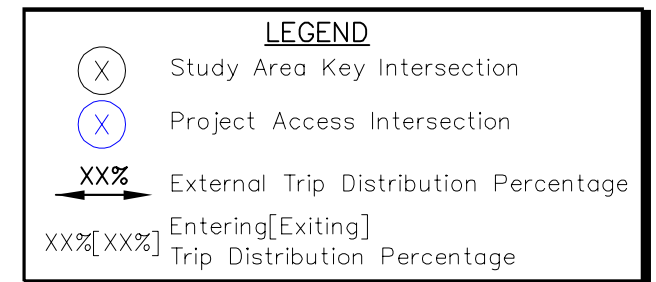 LEGEND
X Study Area Key Intersection
X Project Access Intersection
XX% External Trip Distribution Percentage
XX%[XX%] Entering[Exiting]
Trip Distribution Percentage